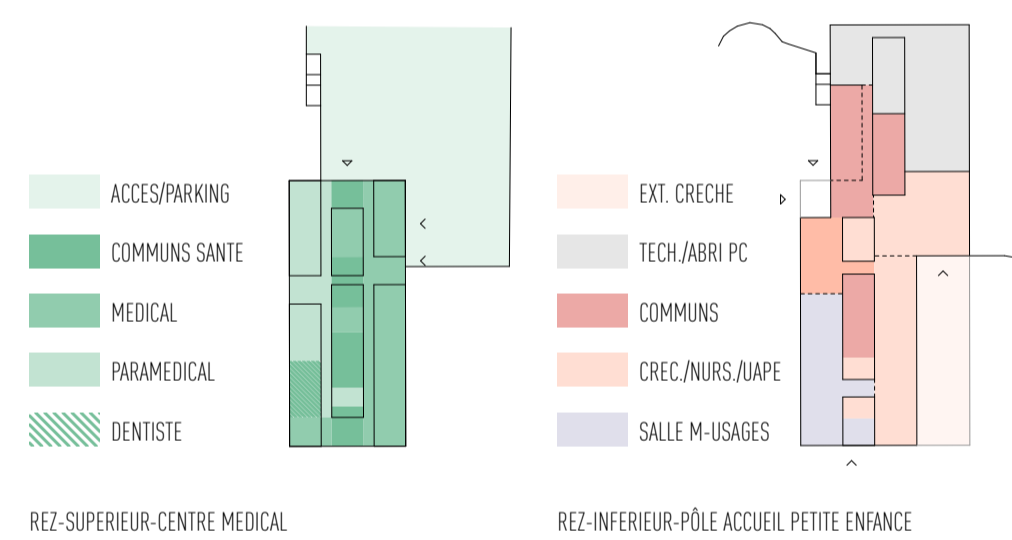 ACCES/PARKING
COMMUNS SANTE
MEDICAL
PARAMEDICAL
DENTISTE
REZ-SUPERIEUR-CENTRE MEDICAL
EXT. CRECHE
TECH./ABRI PC
COMMUNS
CREC./NURS./UAPE
SALLE M-USAGES
REZ-INFERIEUR-PÔLE ACCUEIL PETITE ENFANCE